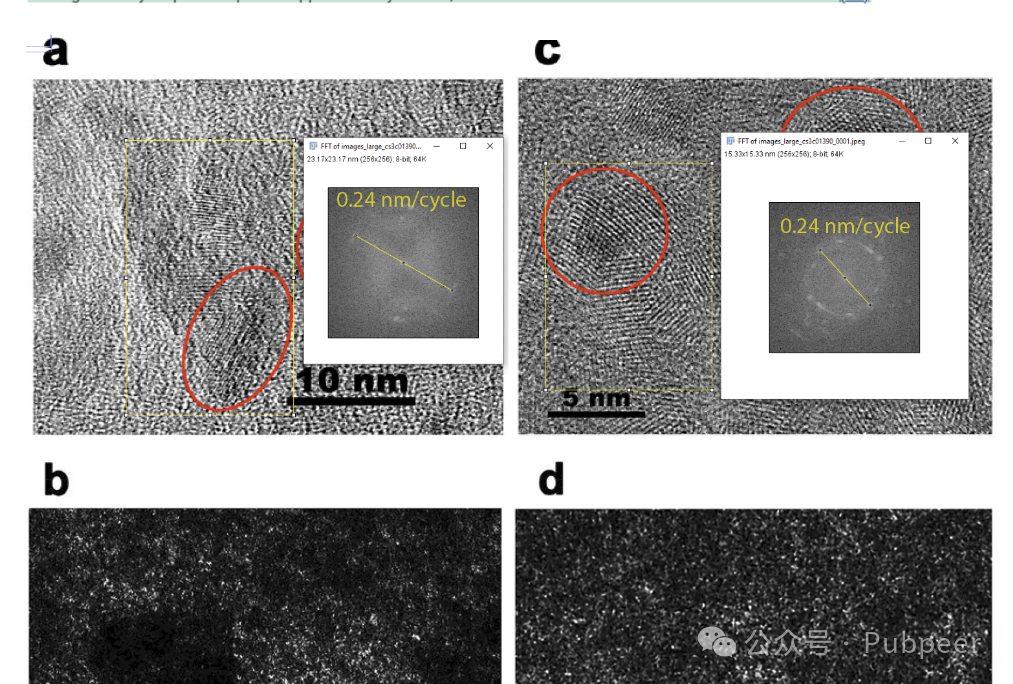 a
c
FFT of images_large_cs3c01390...
23.17x23.17 nm (256x256); 8-bit; 64K
0.24 nm/cycle
FFT of images_large_cs3c01390_0001.jpeg
15.33x15.33 nm (256x256); 8-bit; 64K
0.24 nm/cycle
10 nm
5 nm
b
d
公众号 · Pubpeer